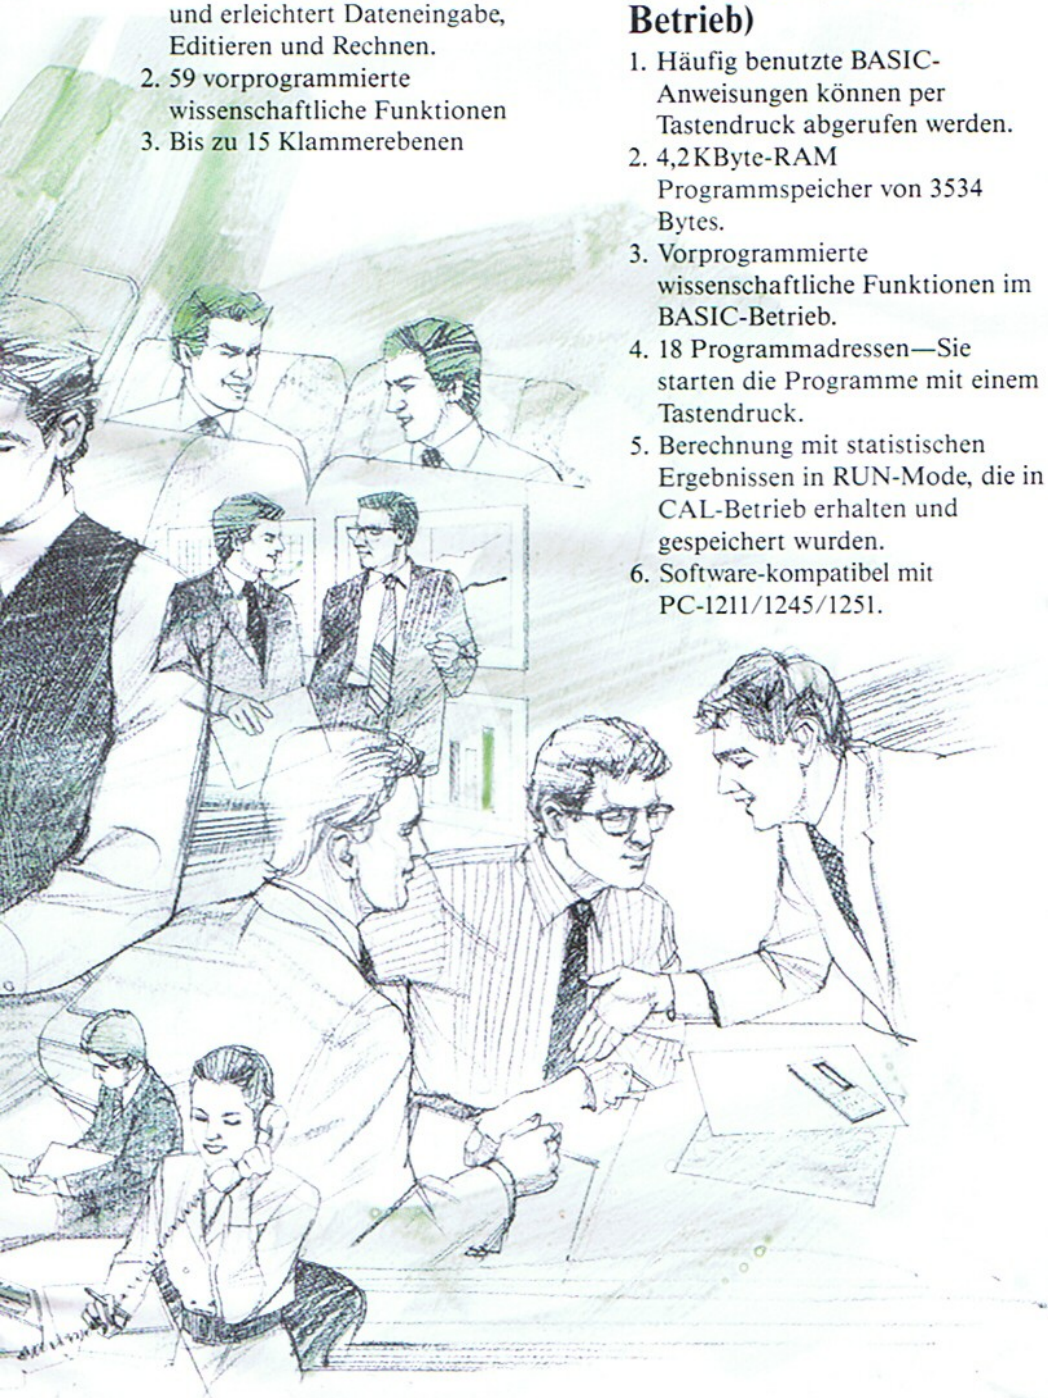 und erleichtert Dateneingabe,
Editieren und Rechnen.
2. 59 vorprogrammierte
wissenschaftliche Funktionen
3. Bis zu 15 Klammerebenen
Betrieb)
1. Häufig benutzte BASIC-
Anweisungen können per
Tastendruck abgerufen werden.
2. 4,2KByte-RAM
Programmspeicher von 3534
Bytes.
3. Vorprogrammierte
wissenschaftliche Funktionen im
BASIC-Betrieb.
4. 18 Programmadressen—Sie
starten die Programme mit einem
Tastendruck.
5. Berechnung mit statistischen
Ergebnissen in RUN-Mode, die in
CAL-Betrieb erhalten und
gespeichert wurden.
6. Software-kompatibel mit
PC-1211/1245/1251.